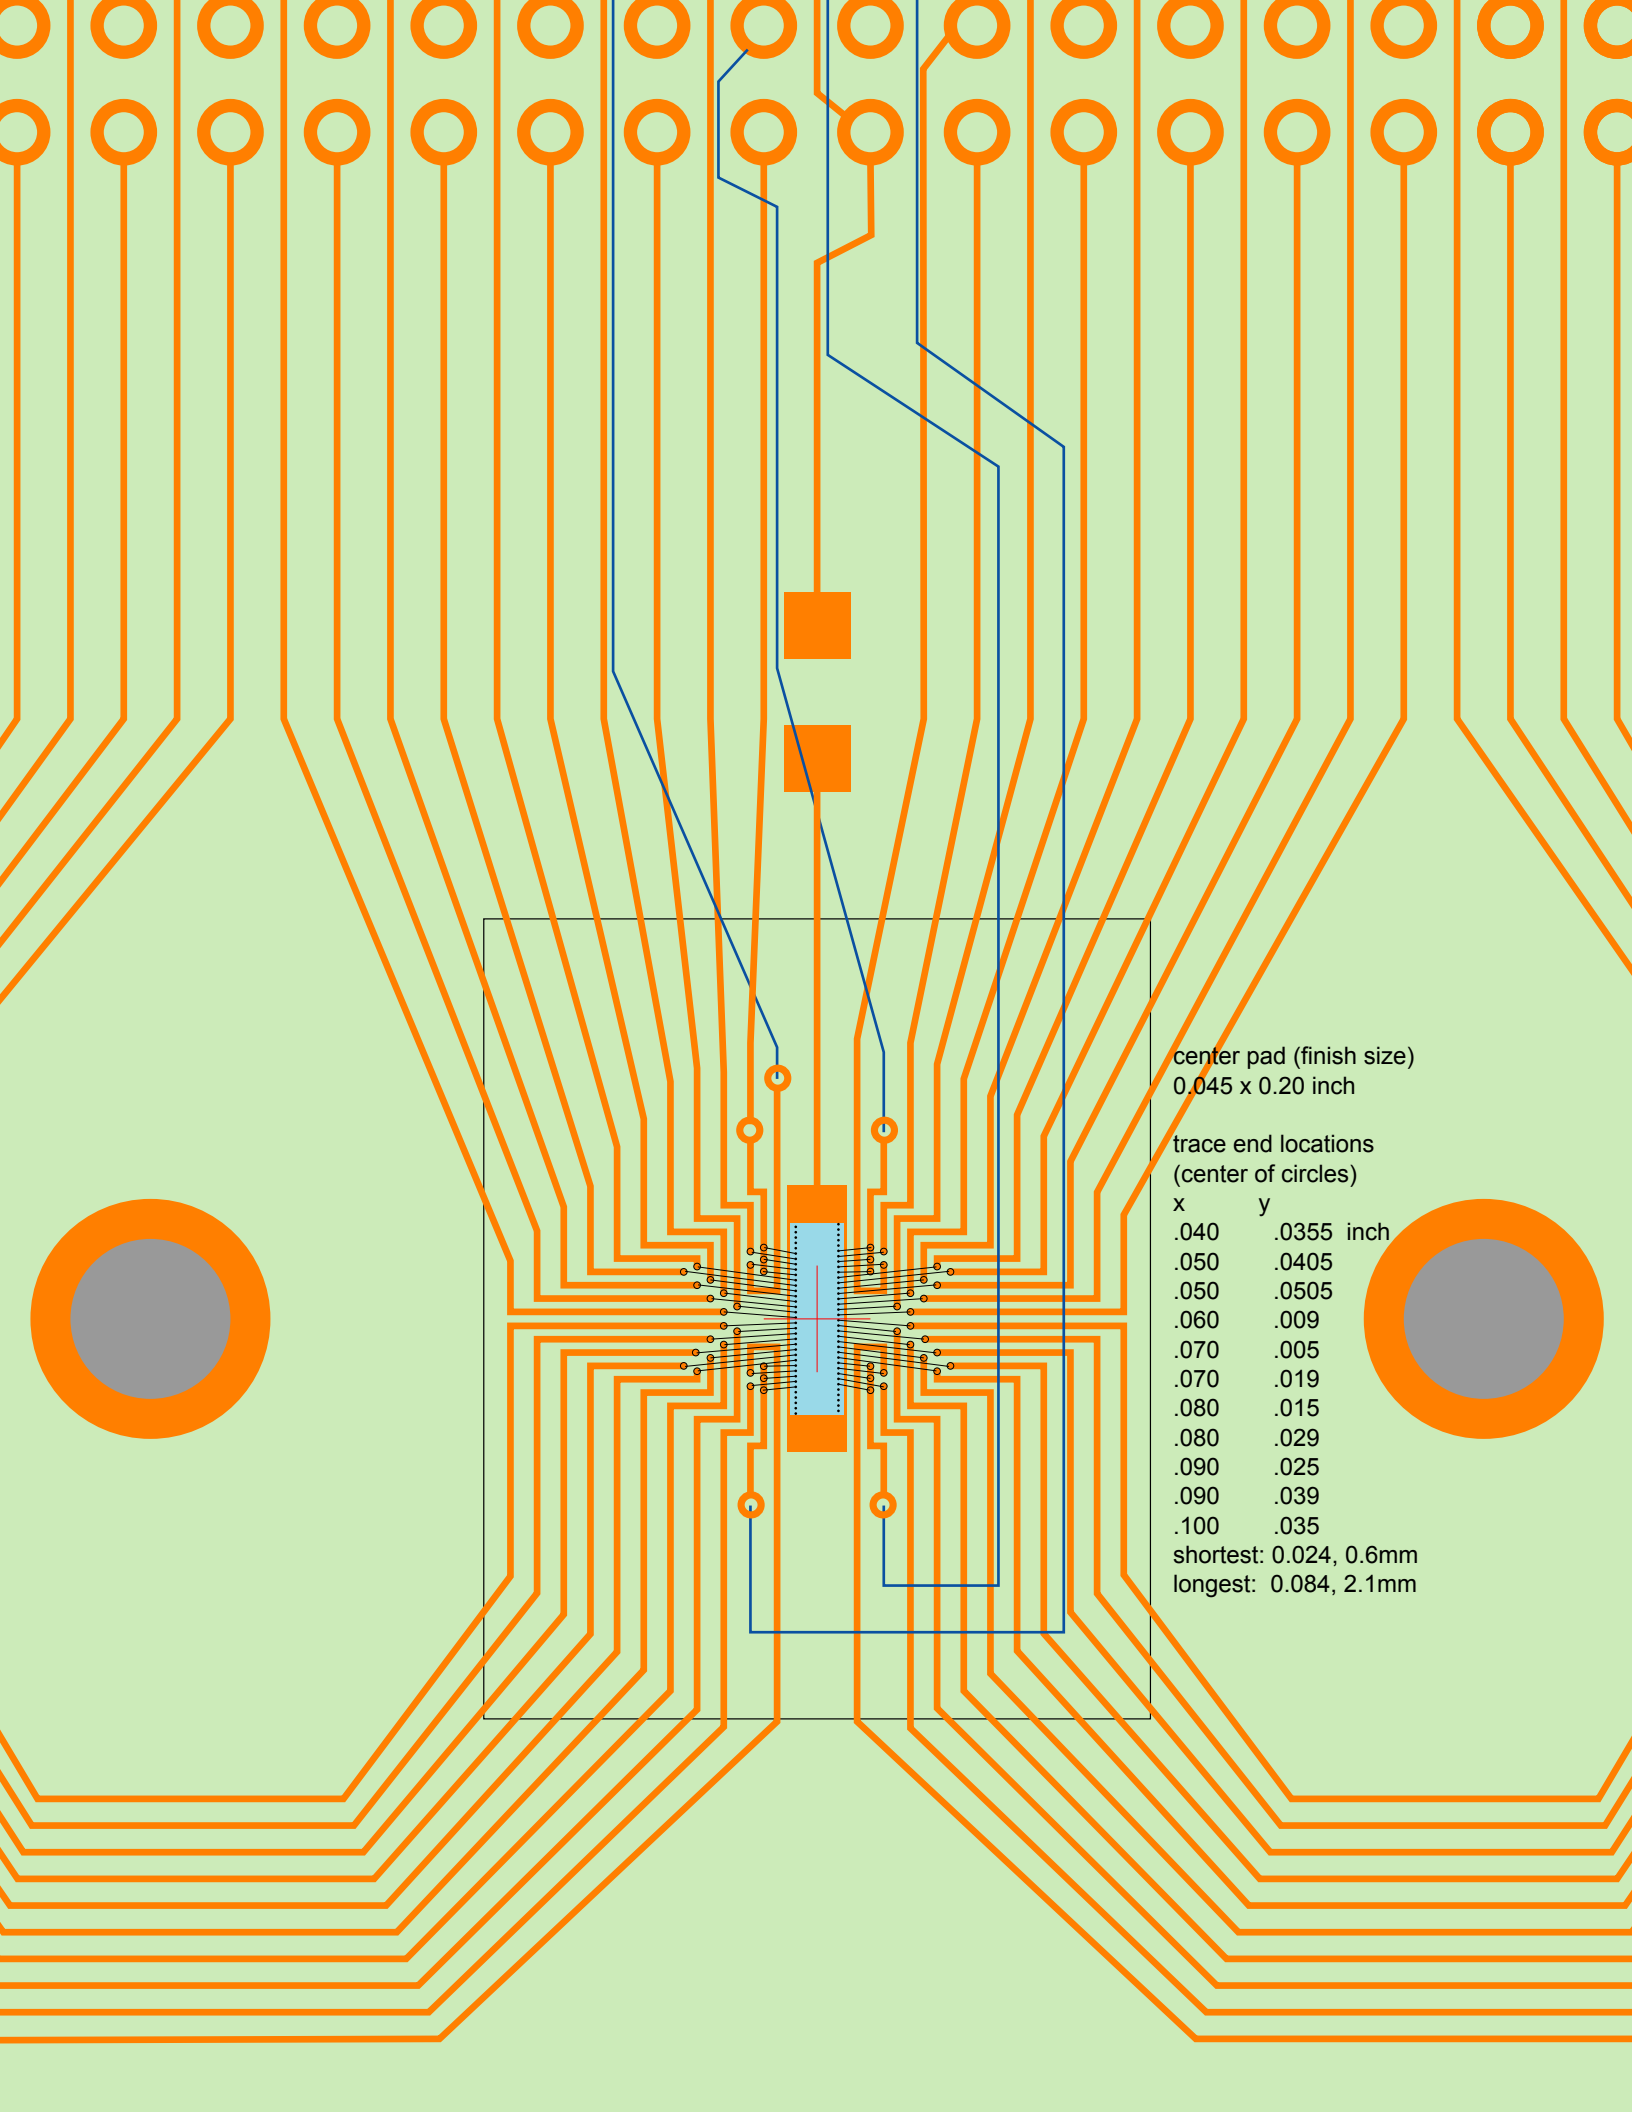 center pad (finish size)
0.045 x 0.20 inch
trace end locations
(center of circles)
x y
.040 .0355 inch
.050 .0405
.050 .0505
.060 .009
.070 .005
.070 .019
.080 .015
.080 .029
.090 .025
.090 .039
.100 .035
shortest: 0.024, 0.6mm
longest: 0.084, 2.1mm